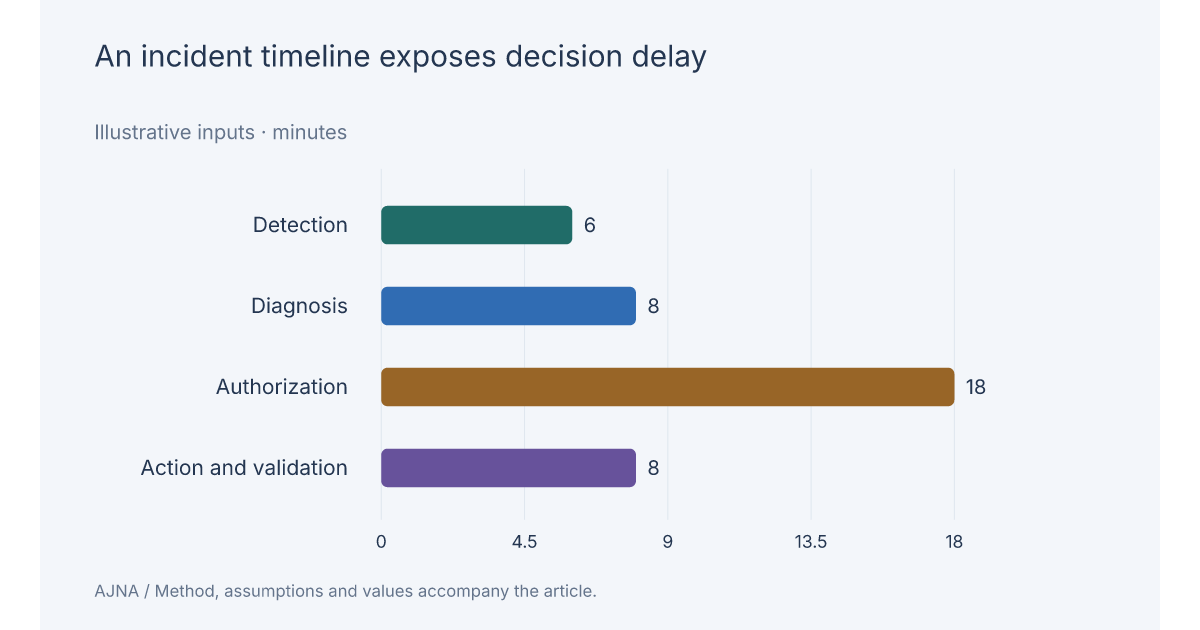 An incident timeline exposes decision delay
Illustrative inputs · minutes
Detection 6
Diagnosis 8
Authorization 18
Action and validation 8
0 4.5 9 13.5 18
AJNA / Method, assumptions and values accompany the article.